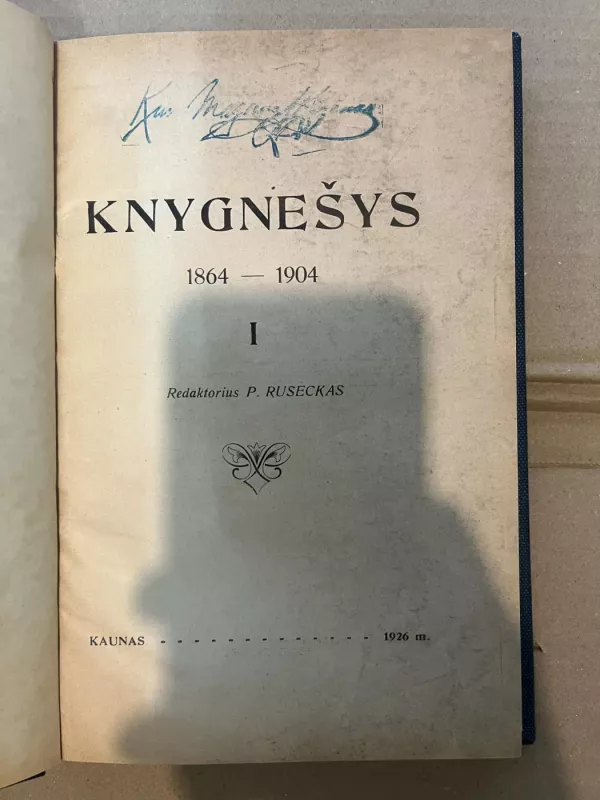 KNYGNEŠYS
1864 — 1904
I
Redaktorius P. RUSECKAS
KAUNAS - - - - - - - - - - - - - 1926 m.